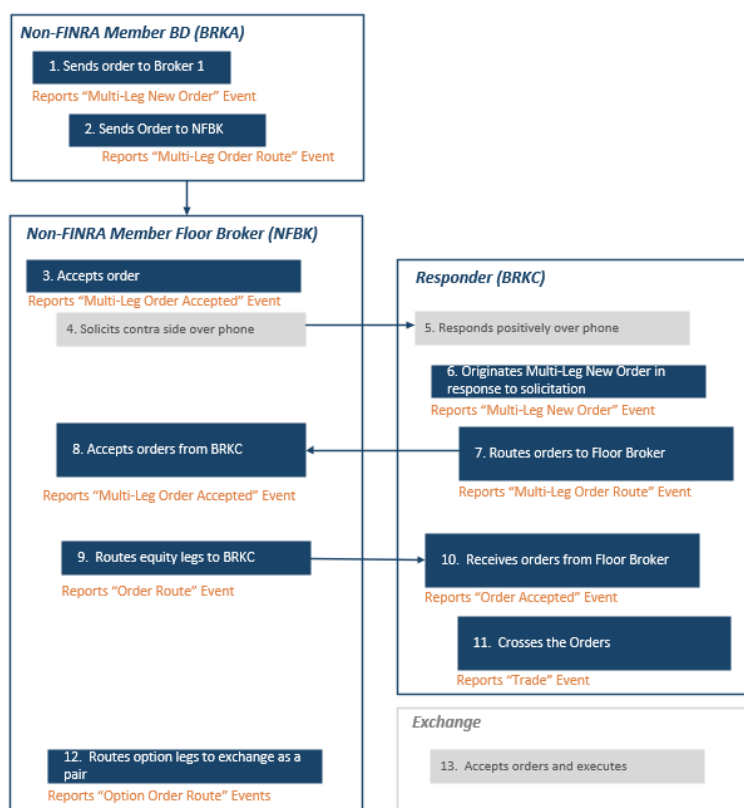 Non-FINRA Member BD (BRKA)
1. Sends order to Broker 1
Reports “Multi-Leg New Order” Event
2. Sends Order to NFBK
Reports “Multi-Leg Order Route” Event
Non-FINRA Member Floor Broker (NFBK)
3. Accepts order
Reports “Multi-Leg Order Accepted” Event
4. Solicits contra side over phone
Responder (BRKC)
5. Responds positively over phone
6. Originates Multi-Leg New Order in
response to solicitation
Reports “Multi-Leg New Order” Event
7. Routes orders to Floor Broker
Reports “Multi-Leg Order Route” Event
8. Accepts orders from BRKC
Reports “Multi-Leg Order Accepted” Event
9. Routes equity legs to BRKC
Reports “Order Route” Event
10. Receives orders from Floor Broker
Reports “Order Accepted” Event
11. Crosses the Orders
Reports “Trade” Event
12. Routes option legs to exchange as a
pair
Reports “Option Order Route” Events
Exchange
13. Accepts orders and executes